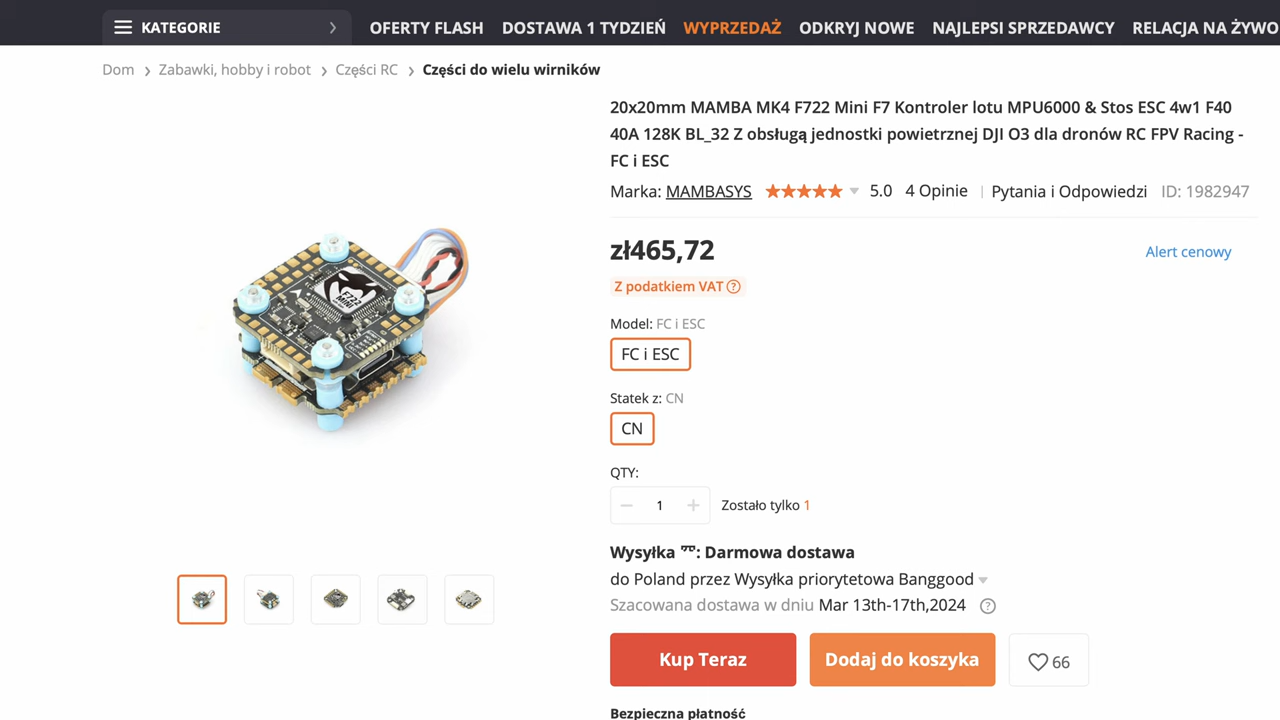 KATEGORIE
OFERTY FLASH
DOSTAWA 1 TYDZIEŃ
WYPRZEDAŻ
ODKRYJ NOWE
NAJLEPSI SPRZEDAWCY
RELACJA NA ŻYWO
Dom > Zabawki, hobby i robot > Części RC > Części do wielu wirników
20x20mm MAMBA MK4 F722 Mini F7 Kontroler lotu MPU6000 & Stos ESC 4w1 F40
40A 128K BL_32 Z obsługą jednostki powietrznej DJI O3 dla dronów RC FPV Racing -
FC i ESC
Marka: MAMBASYS 5.0 4 Opinie | Pytania i Odpowiedzi ID: 1982947
zł465,72
Alert cenowy
Z podatkiem VAT ?
Model: FC i ESC
FC i ESC
Statek z: CN
CN
QTY:
− 1 + Zostało tylko 1
Wysyłka : Darmowa dostawa
do Poland przez Wysyłka priorytetowa Banggood
Szacowana dostawa w dniu Mar 13th-17th,2024 ?
Kup Teraz
Dodaj do koszyka
66
Bezpieczna płatność
F722
MINI